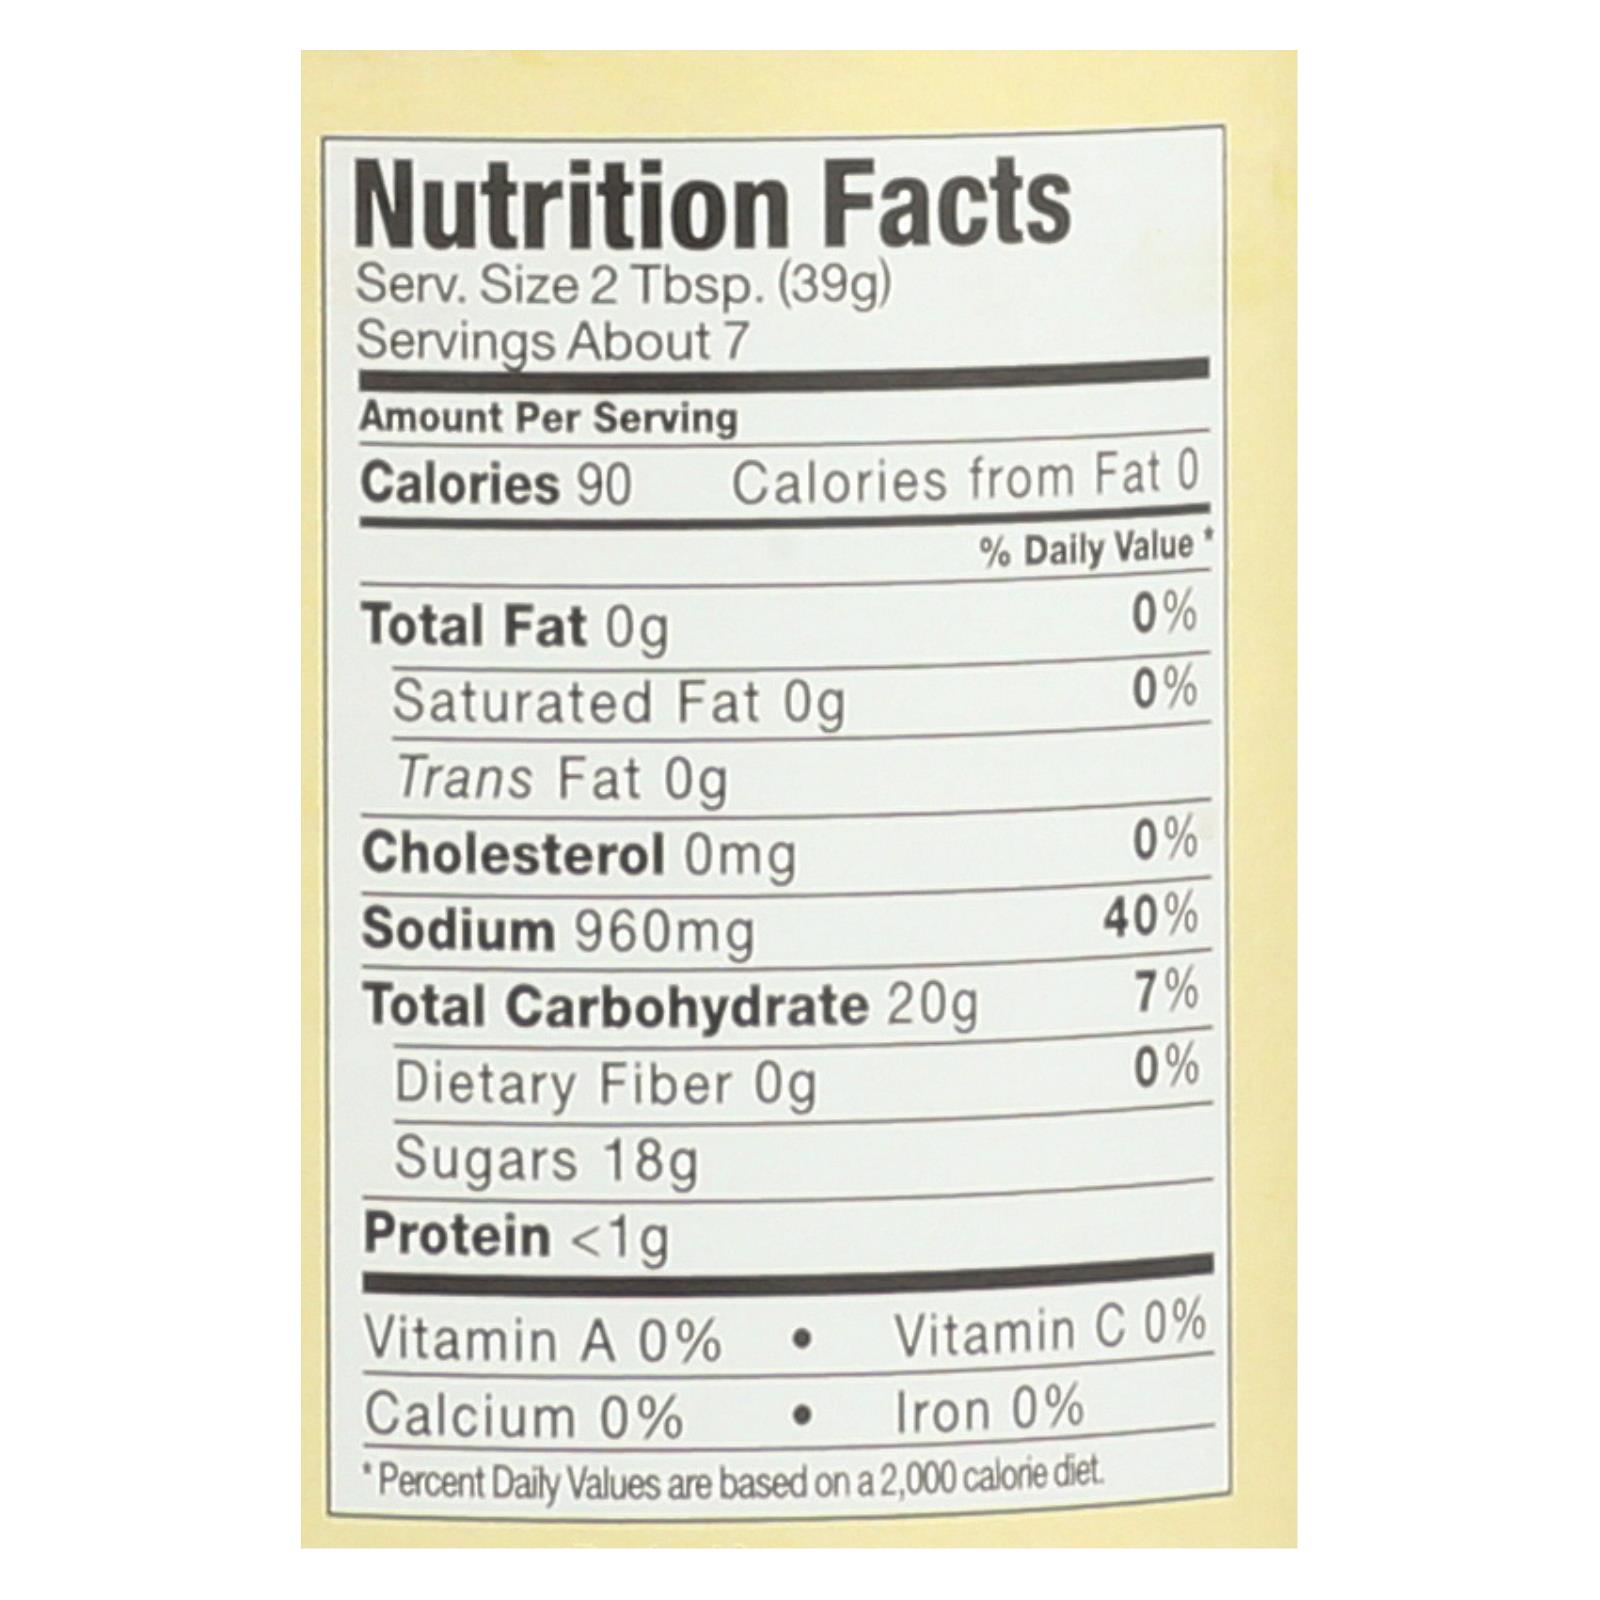 Nutrition Facts
Serv. Size 2 Tbsp. (39g)
Servings About 7
Amount Per Serving
Calories 90 Calories from Fat 0
% Daily Value *
Total Fat 0g 0%
Saturated Fat 0g 0%
Trans Fat 0g
Cholesterol 0mg 0%
Sodium 960mg 40%
Total Carbohydrate 20g 7%
Dietary Fiber 0g 0%
Sugars 18g
Protein <1g
Vitamin A 0% • Vitamin C 0%
Calcium 0% • Iron 0%
* Percent Daily Values are based on a 2,000 calorie diet.